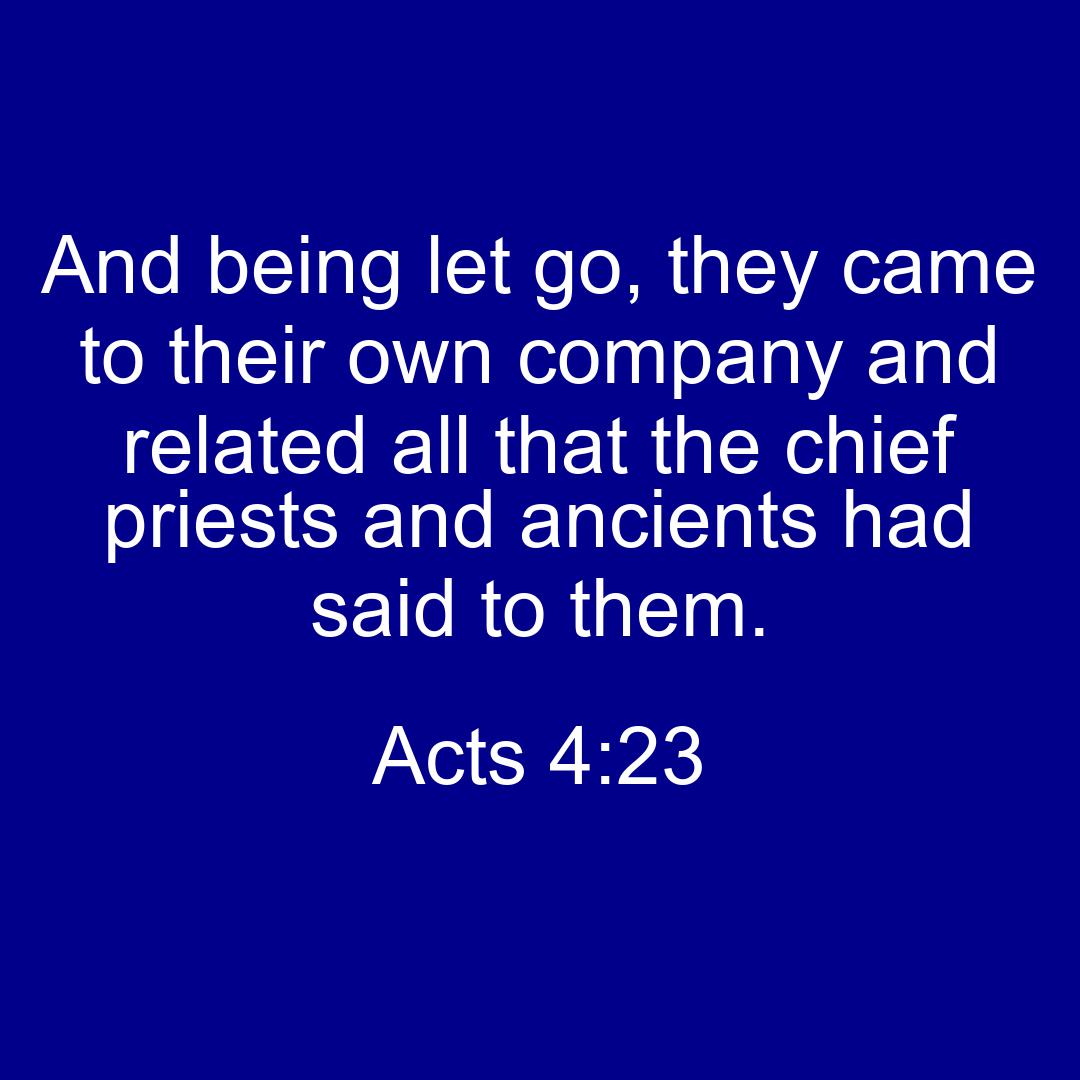 And being let go, they came
to their own company and
related all that the chief
priests and ancients had
said to them.
Acts 4:23